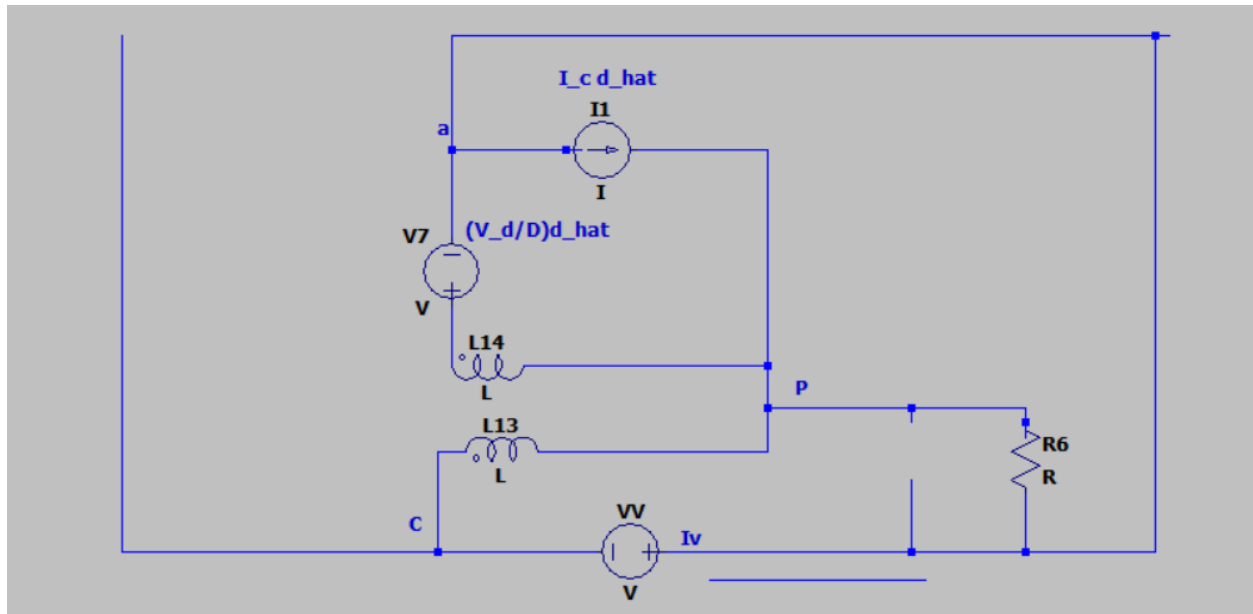 I_c d_hat
I1
a
I
(V_d/D)d_hat
V7
V
L14
L
P
L13
L
R6
R
C
VV
Iv
V